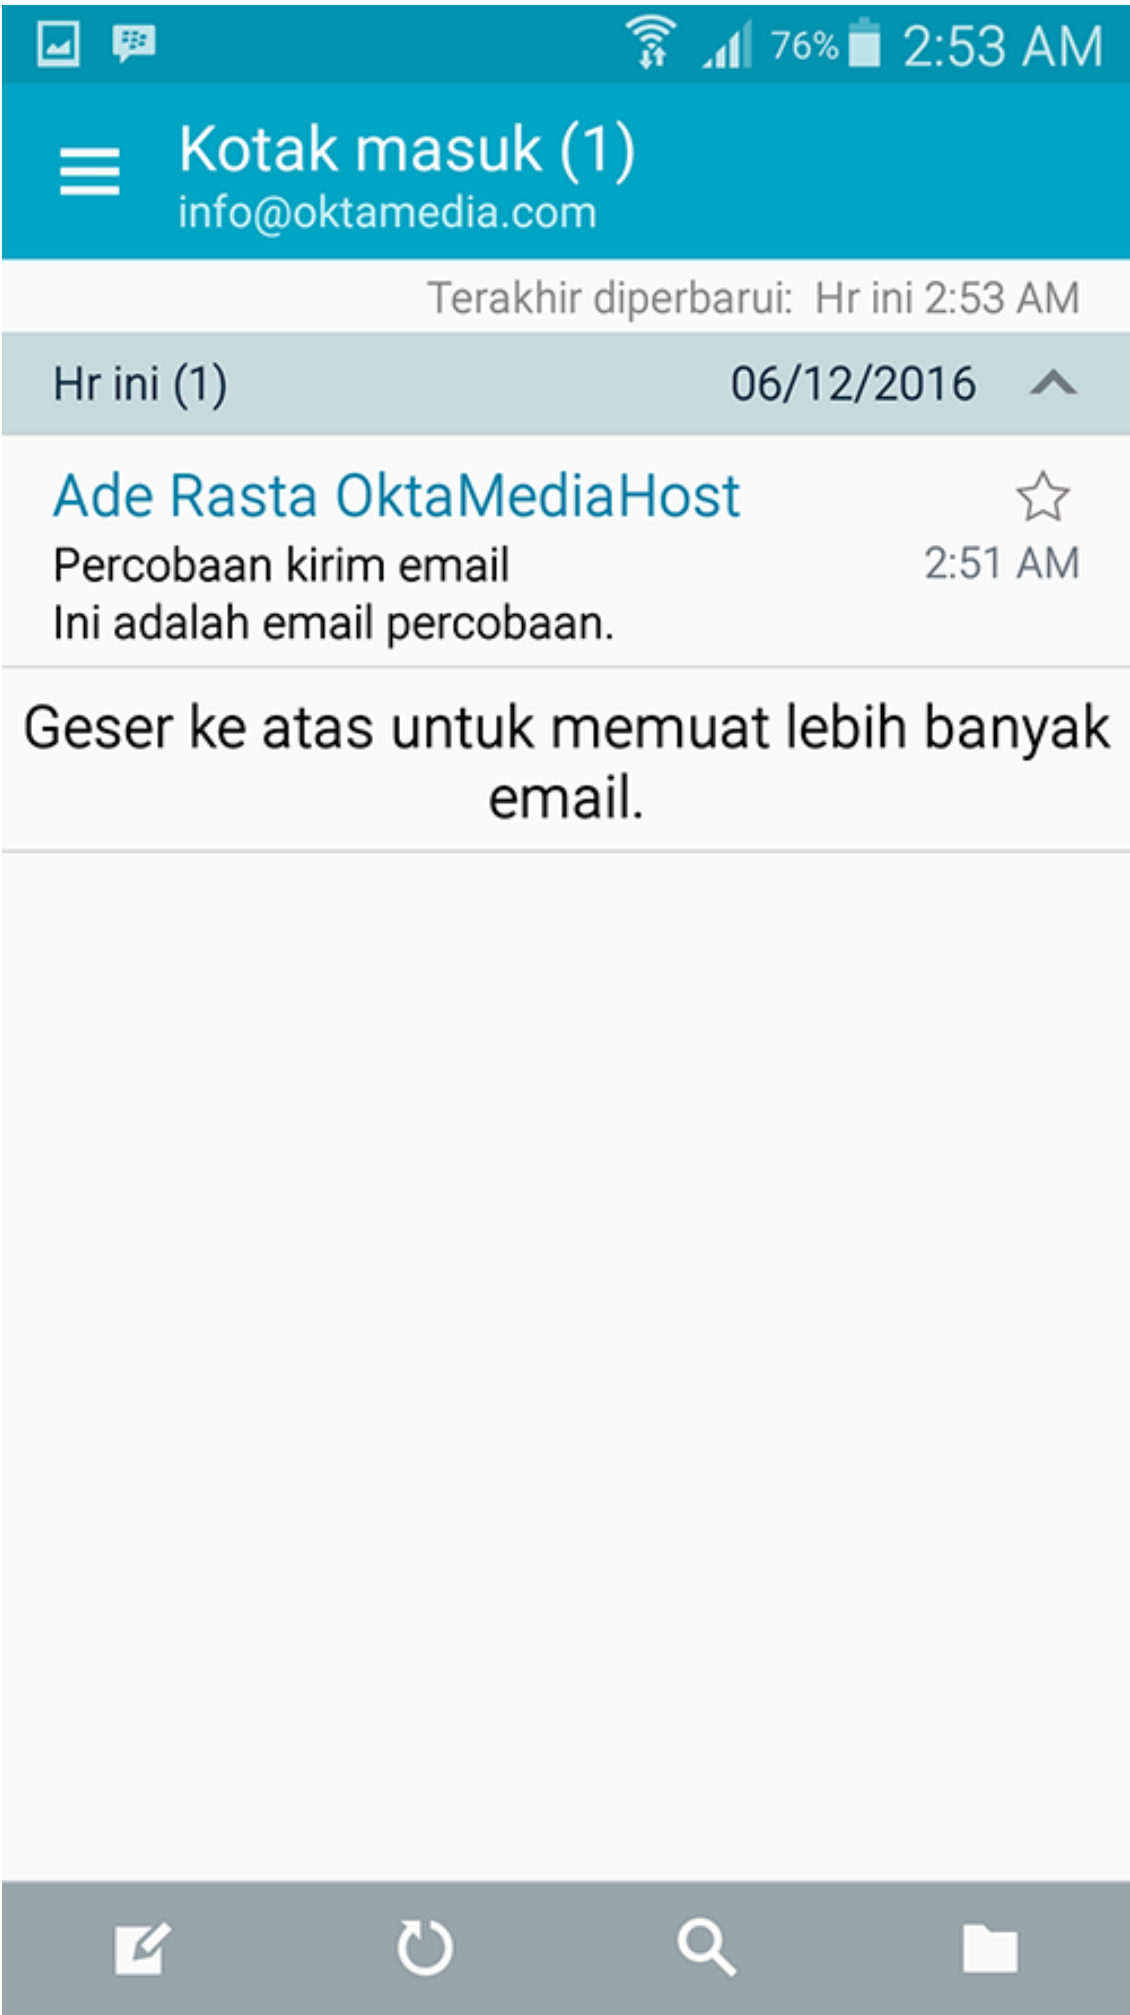 76% 2:53 AM
Kotak masuk (1)
info@oktamedia.com
Terakhir diperbarui: Hr ini 2:53 AM
Hr ini (1) 06/12/2016
Ade Rasta OktaMediaHost
Percobaan kirim email 2:51 AM
Ini adalah email percobaan.
Geser ke atas untuk memuat lebih banyak
email.